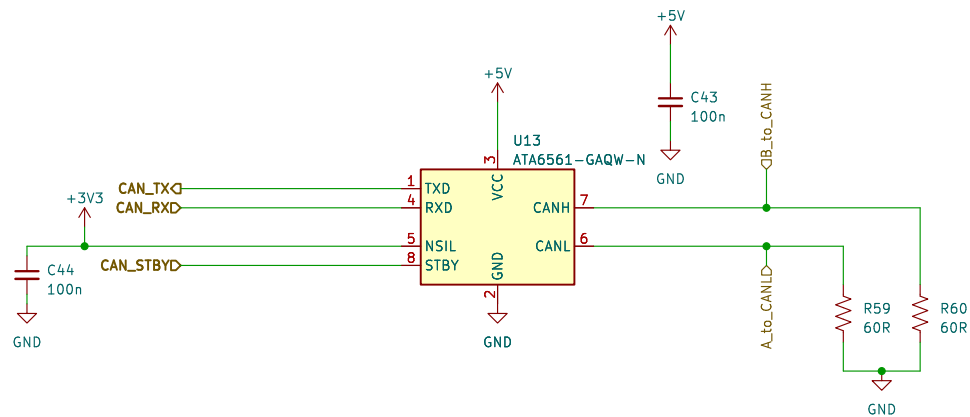 +5V
C43
100n
GND
+5V
U13
ATA6561-GAQW-N
3
VCC
B_to_CANH
CAN_TX
1
TXD
CAN_RX
4
RXD
CANH
7
+3V3
5
NSIL
CANL
6
CAN_STBY
8
STBY
GND
2
GND
C44
100n
GND
A_to_CANL
R59
60R
R60
60R
GND